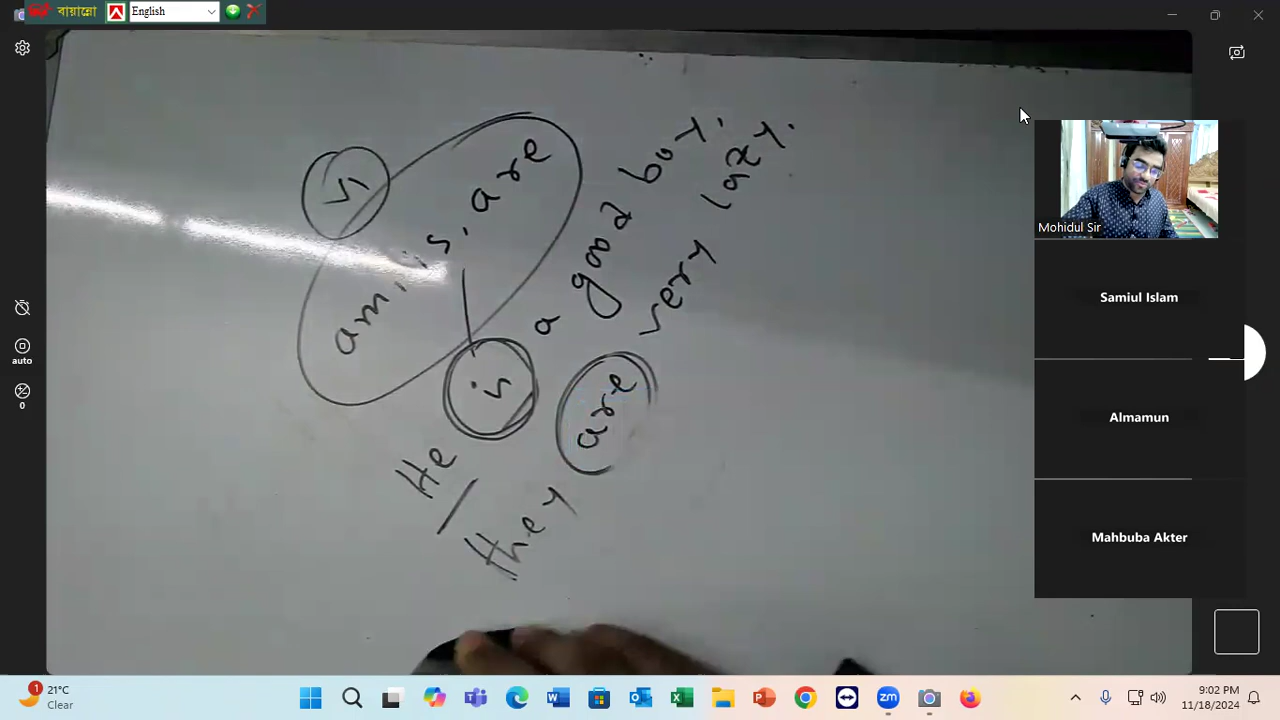 বায়ান্নো
English
am, is, are
He is a good boy.
They are very lazy.
Mohidul Sir
Samiul Islam
Almamun
Mahbuba Akter
auto
0
1
21°C
Clear
9:02 PM
11/18/2024